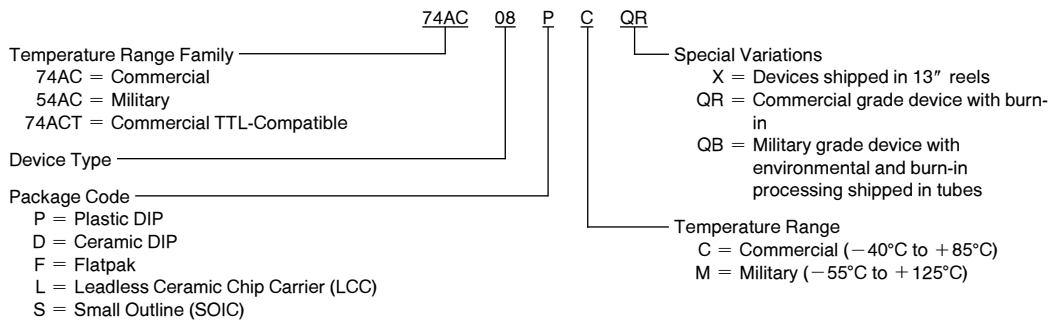 74AC 08 P C QR
Temperature Range Family
74AC = Commercial
54AC = Military
74ACT = Commercial TTL-Compatible
Device Type
Package Code
P = Plastic DIP
D = Ceramic DIP
F = Flatpak
L = Leadless Ceramic Chip Carrier (LCC)
S = Small Outline (SOIC)
Special Variations
X = Devices shipped in 13″ reels
QR = Commercial grade device with burn-
in
QB = Military grade device with
environmental and burn-in
processing shipped in tubes
Temperature Range
C = Commercial (−40°C to +85°C)
M = Military (−55°C to +125°C)